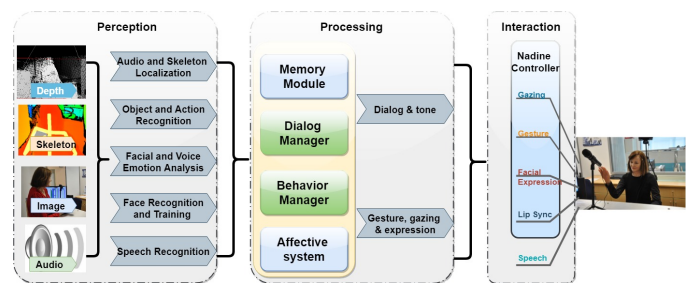 Perception
Depth
Skeleton
Image
Audio
Audio and Skeleton
Localization
Object and Action
Recognition
Facial and Voice
Emotion Analysis
Face Recognition
and Training
Speech Recognition
Processing
Memory
Module
Dialog
Manager
Behavior
Manager
Affective
system
Dialog & tone
Gesture, gazing
& expression
Interaction
Nadine
Controller
Gazing
Gesture
Facial
Expression
Lip Sync
Speech